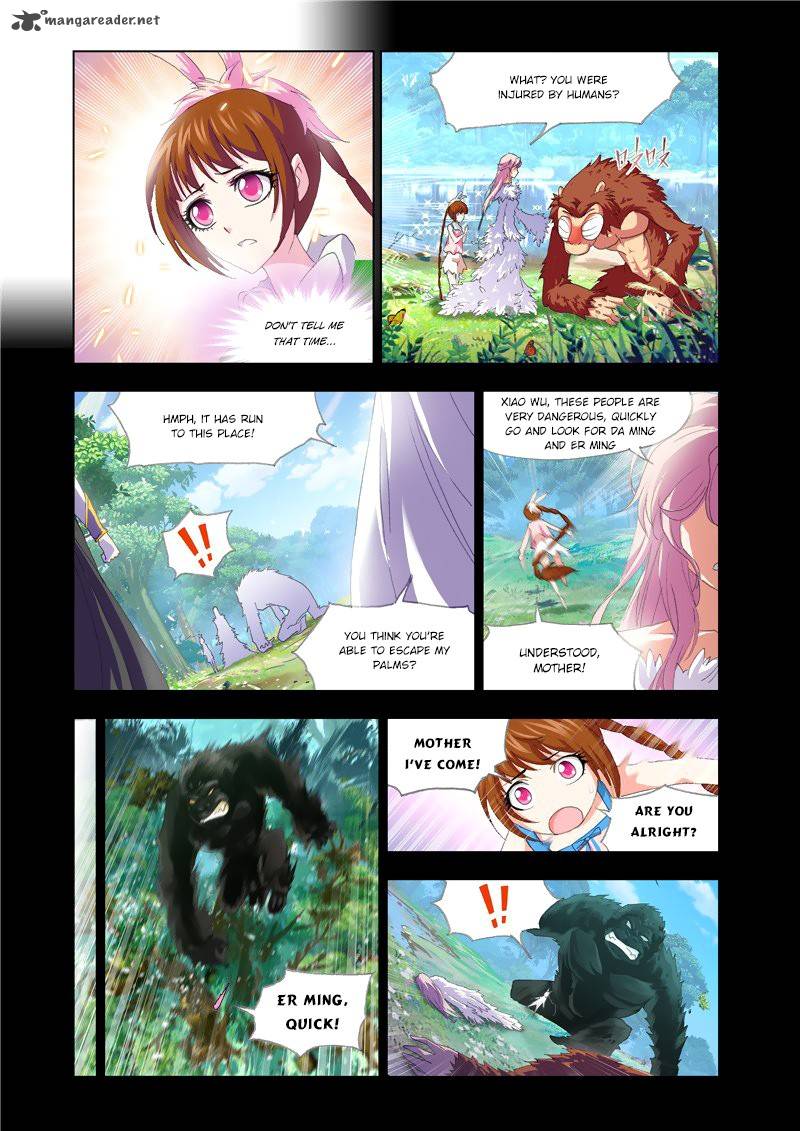 mangareader.net
DON'T TELL ME
THAT TIME...
WHAT? YOU WERE
INJURED BY HUMANS?
吱吱
HMPH, IT HAS RUN
TO THIS PLACE!
!!
YOU THINK YOU'RE
ABLE TO ESCAPE MY
PALMS?
XIAO WU, THESE PEOPLE ARE
VERY DANGEROUS, QUICKLY
GO AND LOOK FOR DA MING
AND ER MING
UNDERSTOOD,
MOTHER!
ER MING,
QUICK!
MOTHER
I'VE COME!
ARE YOU
ALRIGHT?
!!